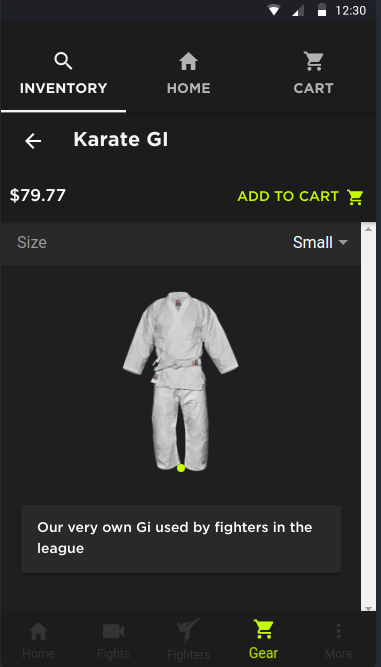 12:30
INVENTORY HOME CART
Karate GI
$79.77 ADD TO CART
Size Small
Our very own Gi used by fighters in the
league
Home Fights Fighters Gear More